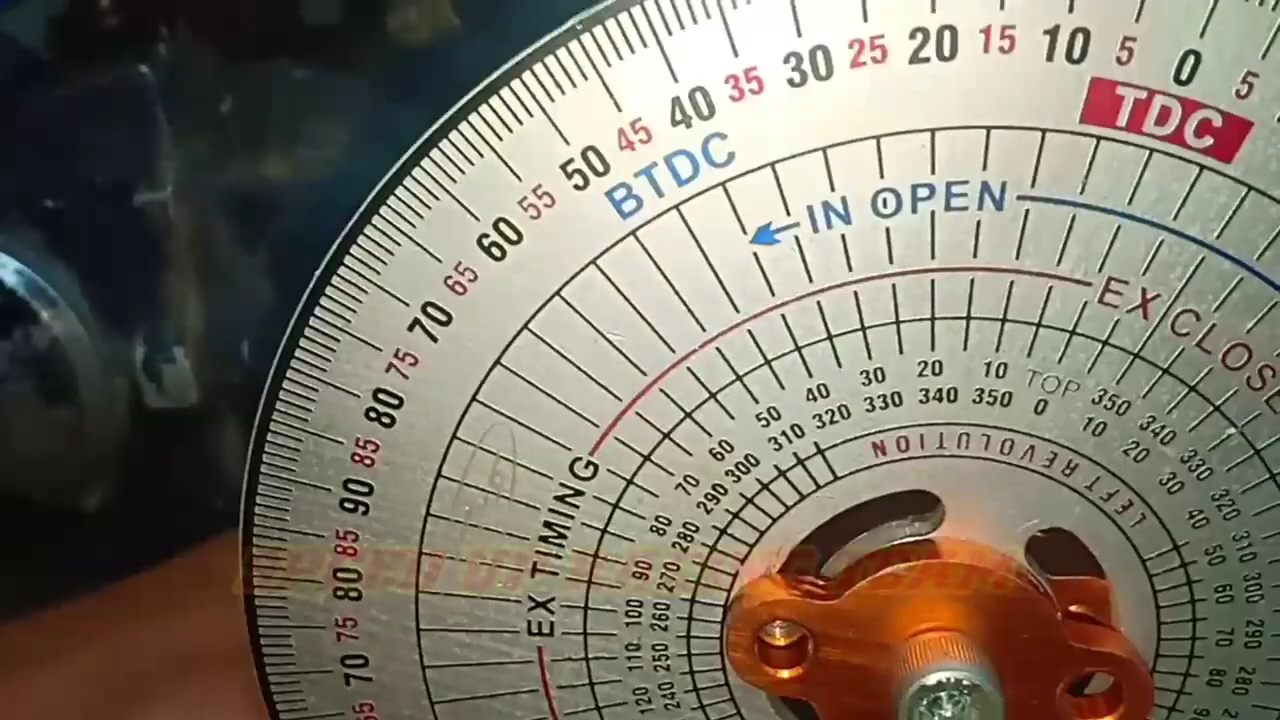 65 70 75 80 85 90 85 80 75 70 65 60 55 50 45 40 35 30 25 20 15 10 5 0 5
TDC
BTDC
IN OPEN
EX CLOSE
EX TIMING
120 110 100 90 80 70 60 50 40 30 20 10 TOP 350 340 330 320 310 300 290 280
240 250 260 270 280 290 300 310 320 330 340 350 0 10 20 30 40 50 60 70 80
LEFT REVOLUTION